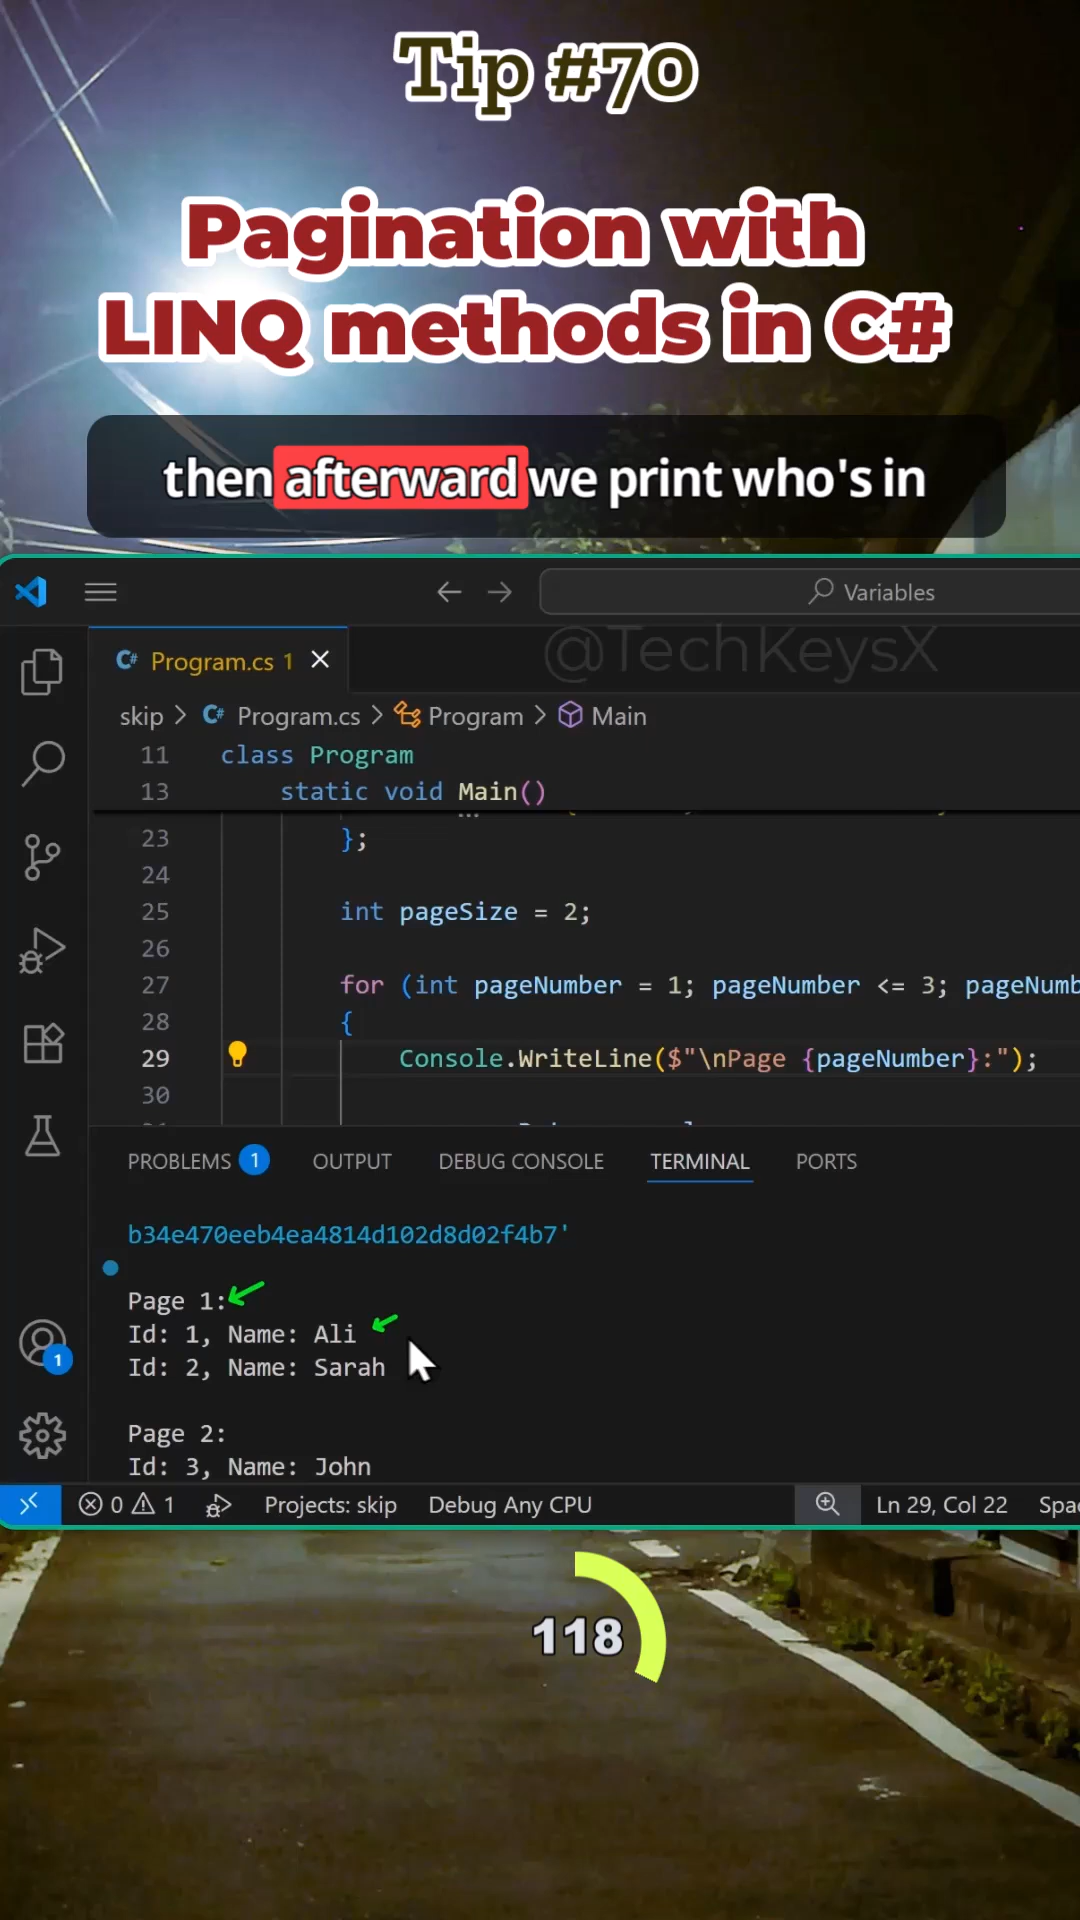 Tip #70
Pagination with
LINQ methods in C#
then afterward we print who's in
Variables
Program.cs 1
@TechKeysX
skip > Program.cs > Program > Main
11 class Program
13 static void Main()
23 };
24
25 int pageSize = 2;
26
27 for (int pageNumber = 1; pageNumber <= 3; pageNumb
28 {
29 Console.WriteLine($"\nPage {pageNumber}:");
30
PROBLEMS 1 OUTPUT DEBUG CONSOLE TERMINAL PORTS
b34e470eeb4ea4814d102d8d02f4b7'
Page 1:
Id: 1, Name: Ali
Id: 2, Name: Sarah
1
Page 2:
Id: 3, Name: John
0 1 Projects: skip Debug Any CPU Ln 29, Col 22 Spa
118